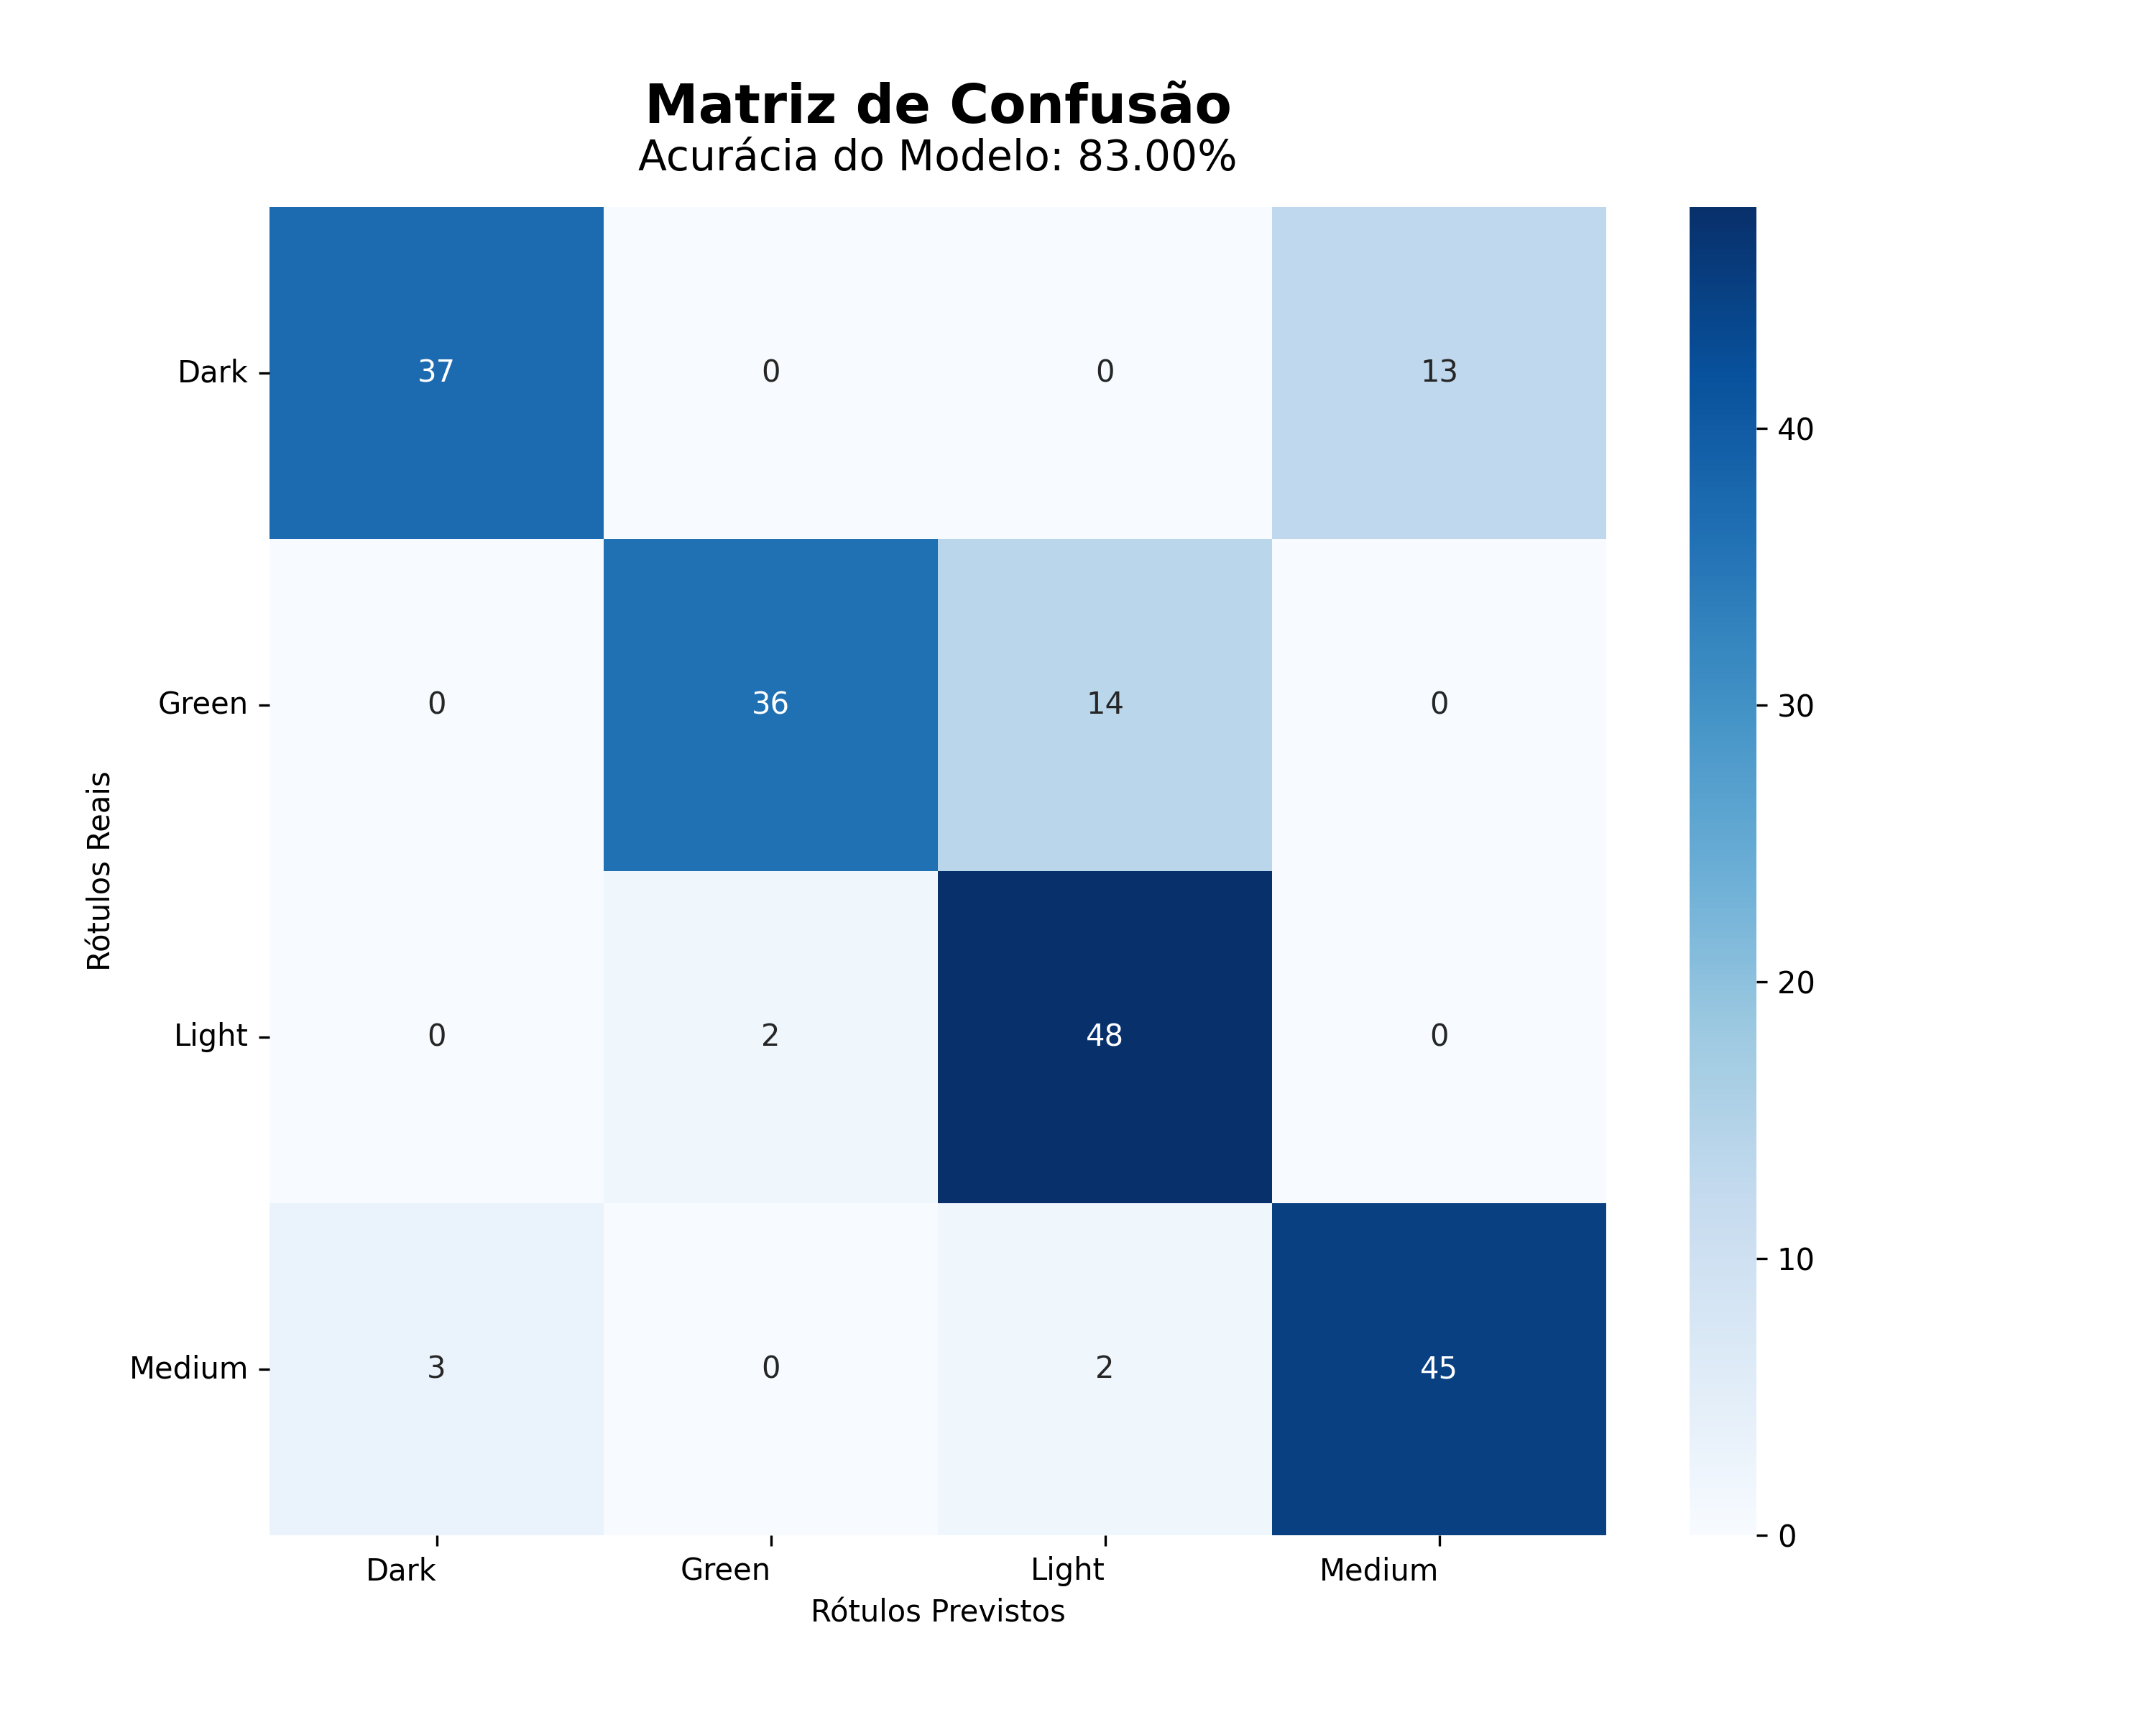 Matriz de Confusão
Acurácia do Modelo: 83.00%
Rótulos Reais
Dark 37 0 0 13
Green 0 36 14 0
Light 0 2 48 0
Medium 3 0 2 45
Dark Green Light Medium
Rótulos Previstos
40
30
20
10
0